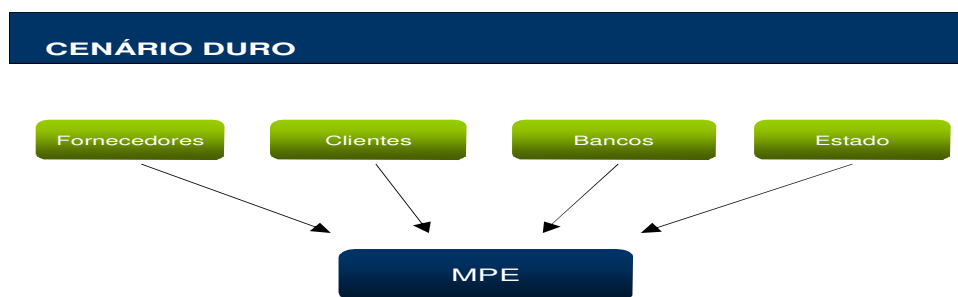 CENÁRIO DURO
Fornecedores
Clientes
Bancos
Estado
MPE